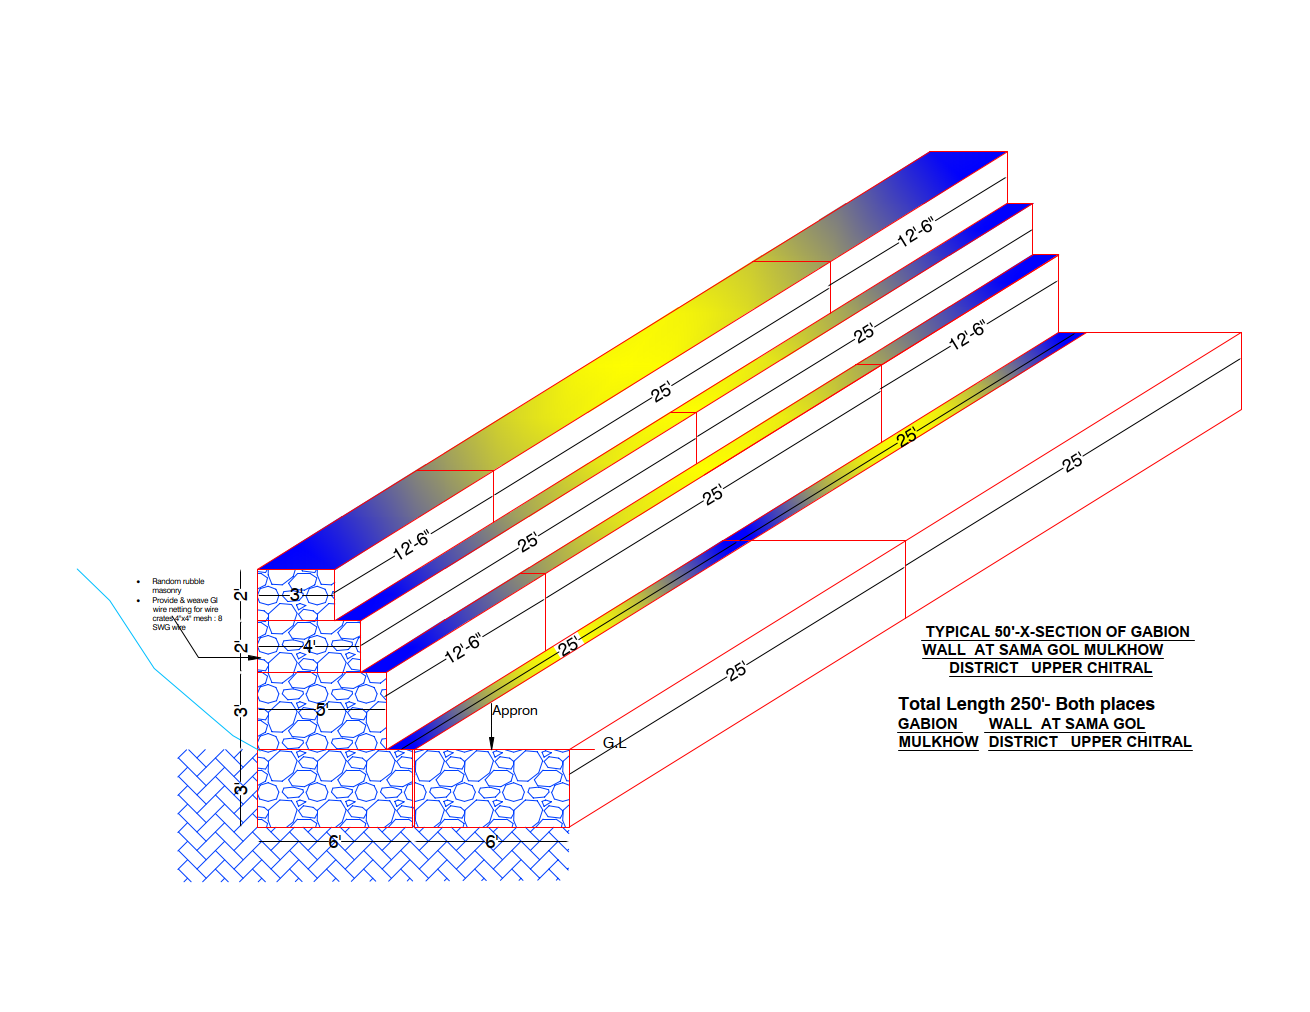 12'-6"
25'
12'-6"
25'
25'
25'
25'
25'
12'-6"
25'
12'-6"
25'
25'
• Random rubble
masonry
• Provide & weave GI
wire netting for wire
crates4"x4" mesh : 8
SWG wire
2'
3'
2'
4'
3'
5'
Appron
G.L
3'
6'
6'
TYPICAL 50'-X-SECTION OF GABION
WALL AT SAMA GOL MULKHOW
DISTRICT UPPER CHITRAL
Total Length 250'- Both places
GABION WALL AT SAMA GOL
MULKHOW DISTRICT UPPER CHITRAL